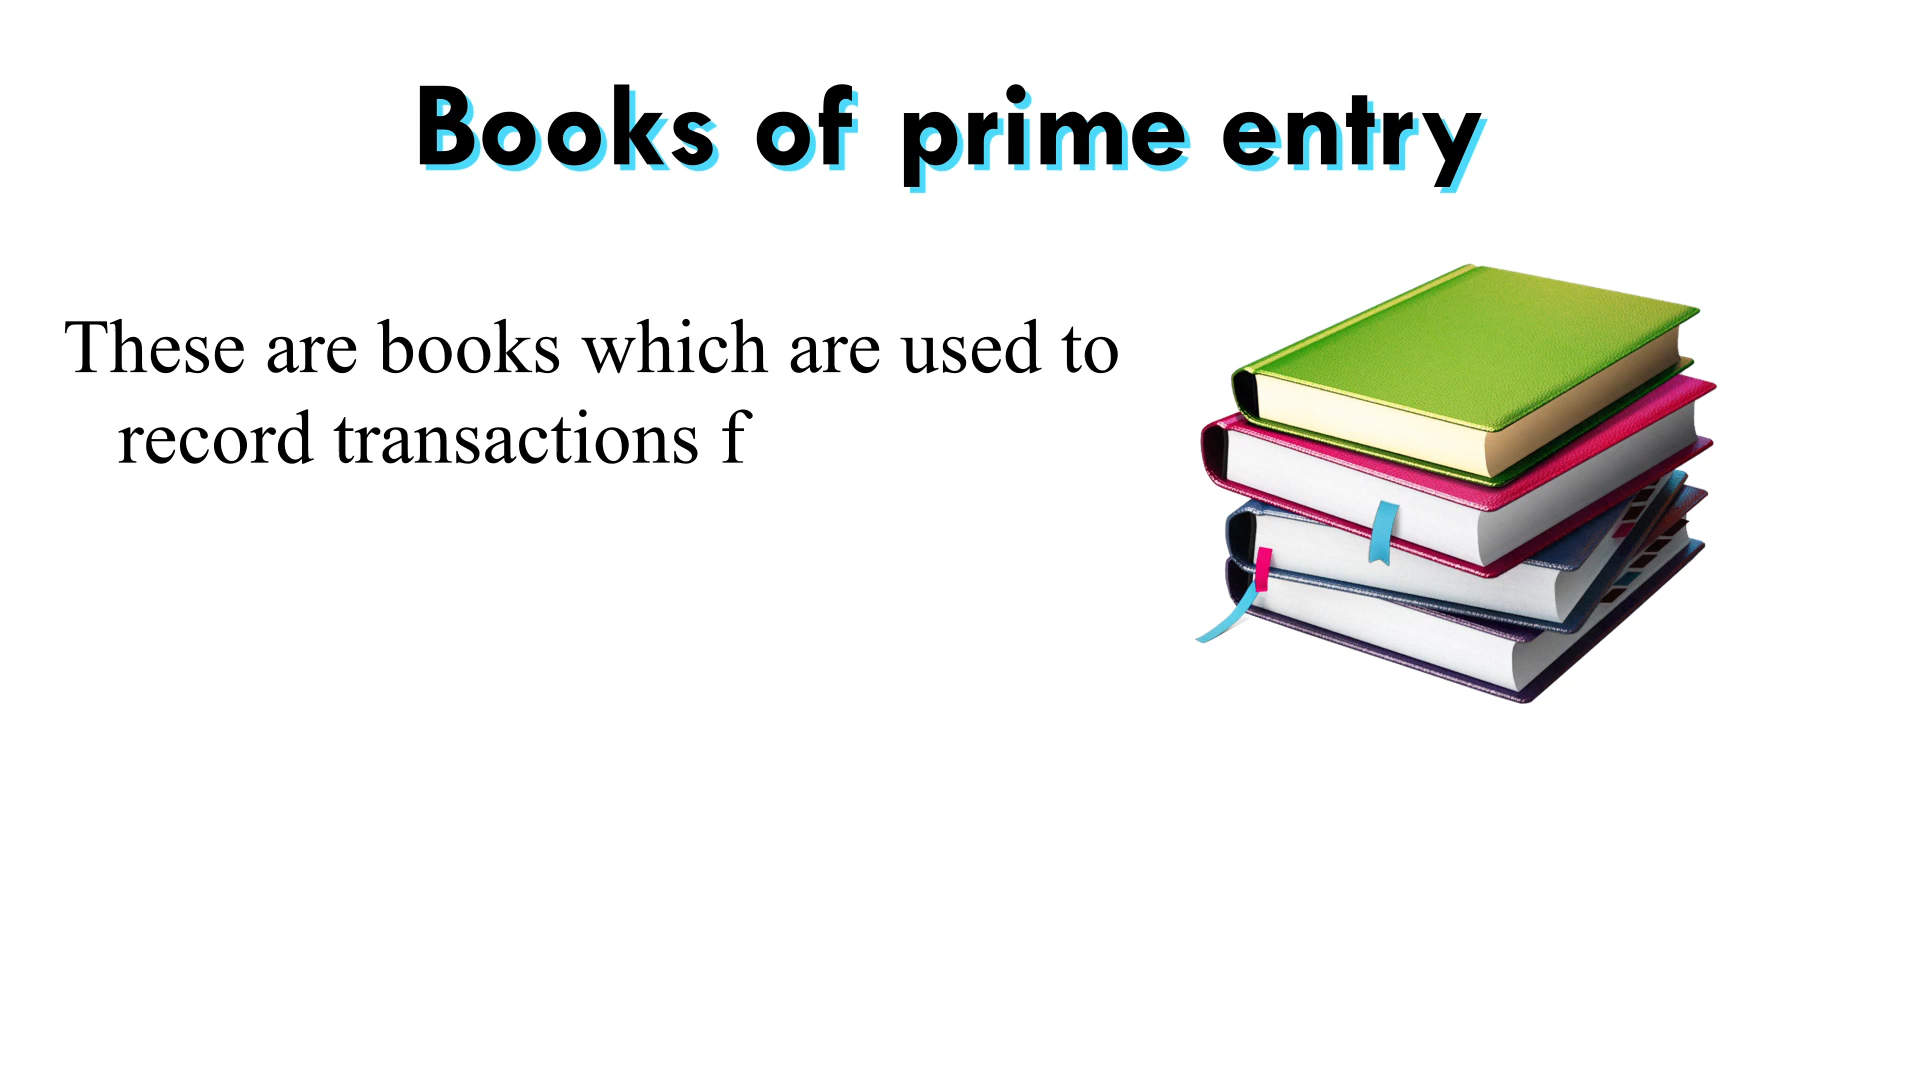 Books of prime entry
These are books which are used to
record transactions f